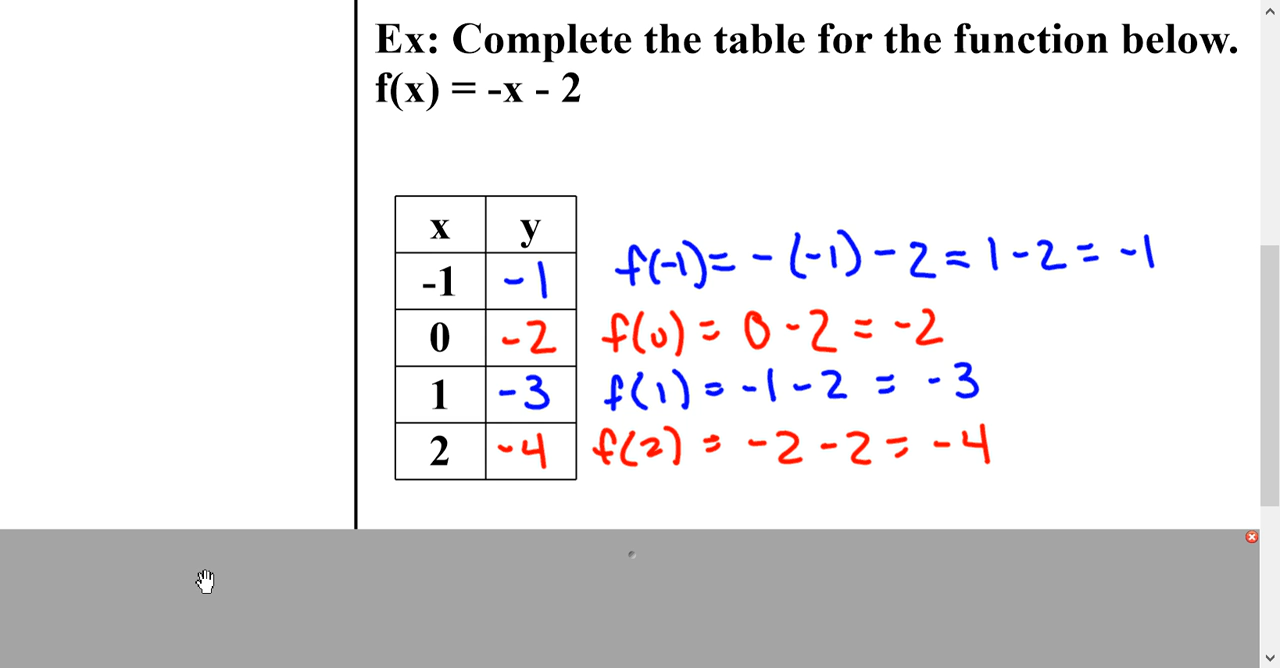 Ex: Complete the table for the function below.
f(x) = -x - 2
x y
-1 -1 f(-1) = -(-1) - 2 = 1 - 2 = -1
0 -2 f(0) = 0 - 2 = -2
1 -3 f(1) = -1 - 2 = -3
2 -4 f(2) = -2 - 2 = -4